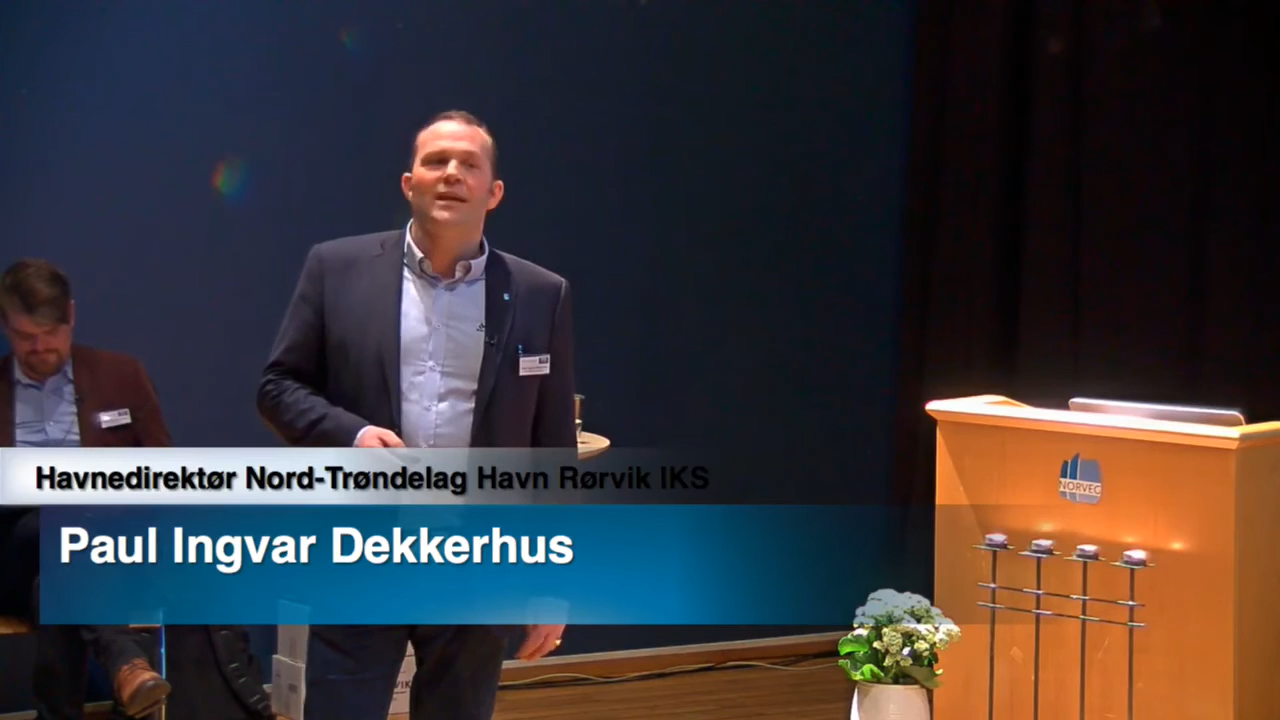 Havnedirektør Nord-Trøndelag Havn Rørvik IKS
Paul Ingvar Dekkerhus
NORVEG